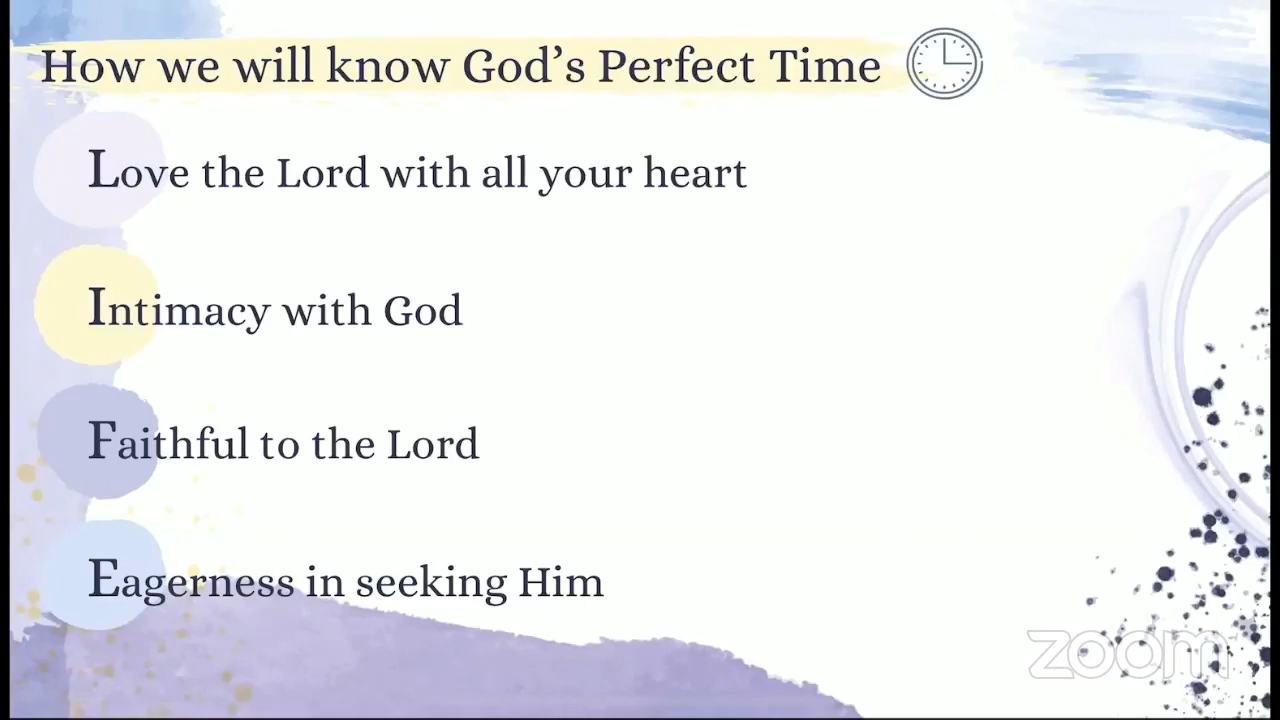 How we will know God’s Perfect Time
Love the Lord with all your heart
Intimacy with God
Faithful to the Lord
Eagerness in seeking Him
zoom